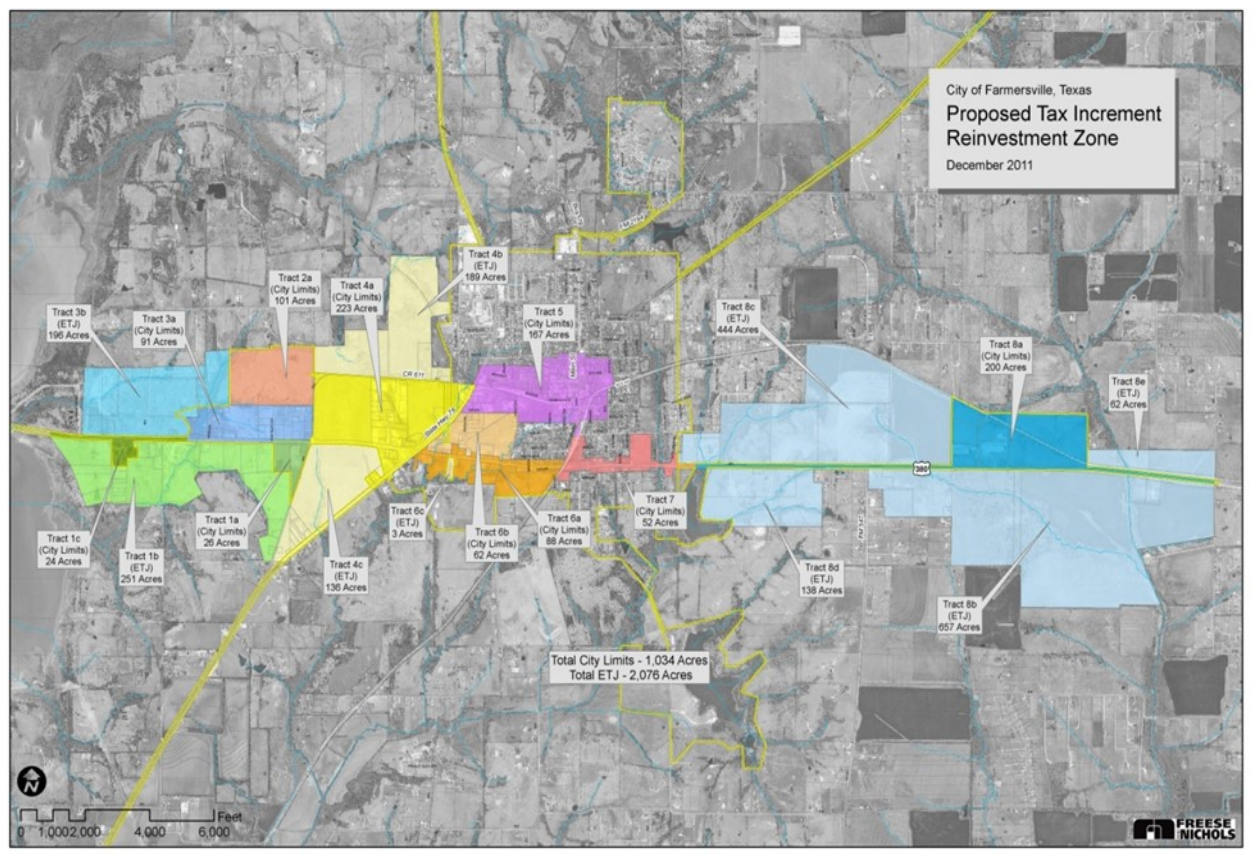 City of Farmersville, Texas
Proposed Tax Increment
Reinvestment Zone
December 2011
Tract 4b
(ETJ)
189 Acres
Tract 2a
(City Limits)
101 Acres
Tract 4a
(City Limits)
223 Acres
Tract 3b
(ETJ)
196 Acres
Tract 3a
(City Limits)
91 Acres
Tract 5
(City Limits)
167 Acres
Tract 8c
(ETJ)
444 Acres
Tract 8a
(City Limits)
200 Acres
Tract 8e
(ETJ)
62 Acres
CR 611
State Hwy 78
380
Tract 1c
(City Limits)
24 Acres
Tract 1b
(ETJ)
251 Acres
Tract 1a
(City Limits)
26 Acres
Tract 4c
(ETJ)
136 Acres
Tract 6c
(ETJ)
3 Acres
Tract 6b
(City Limits)
62 Acres
Tract 6a
(City Limits)
88 Acres
Tract 7
(City Limits)
52 Acres
Tract 8d
(ETJ)
138 Acres
Tract 8b
(ETJ)
657 Acres
Total City Limits - 1,034 Acres
Total ETJ - 2,076 Acres
N
Feet
0 1,000 2,000 4,000 6,000
FREESE
NICHOLS